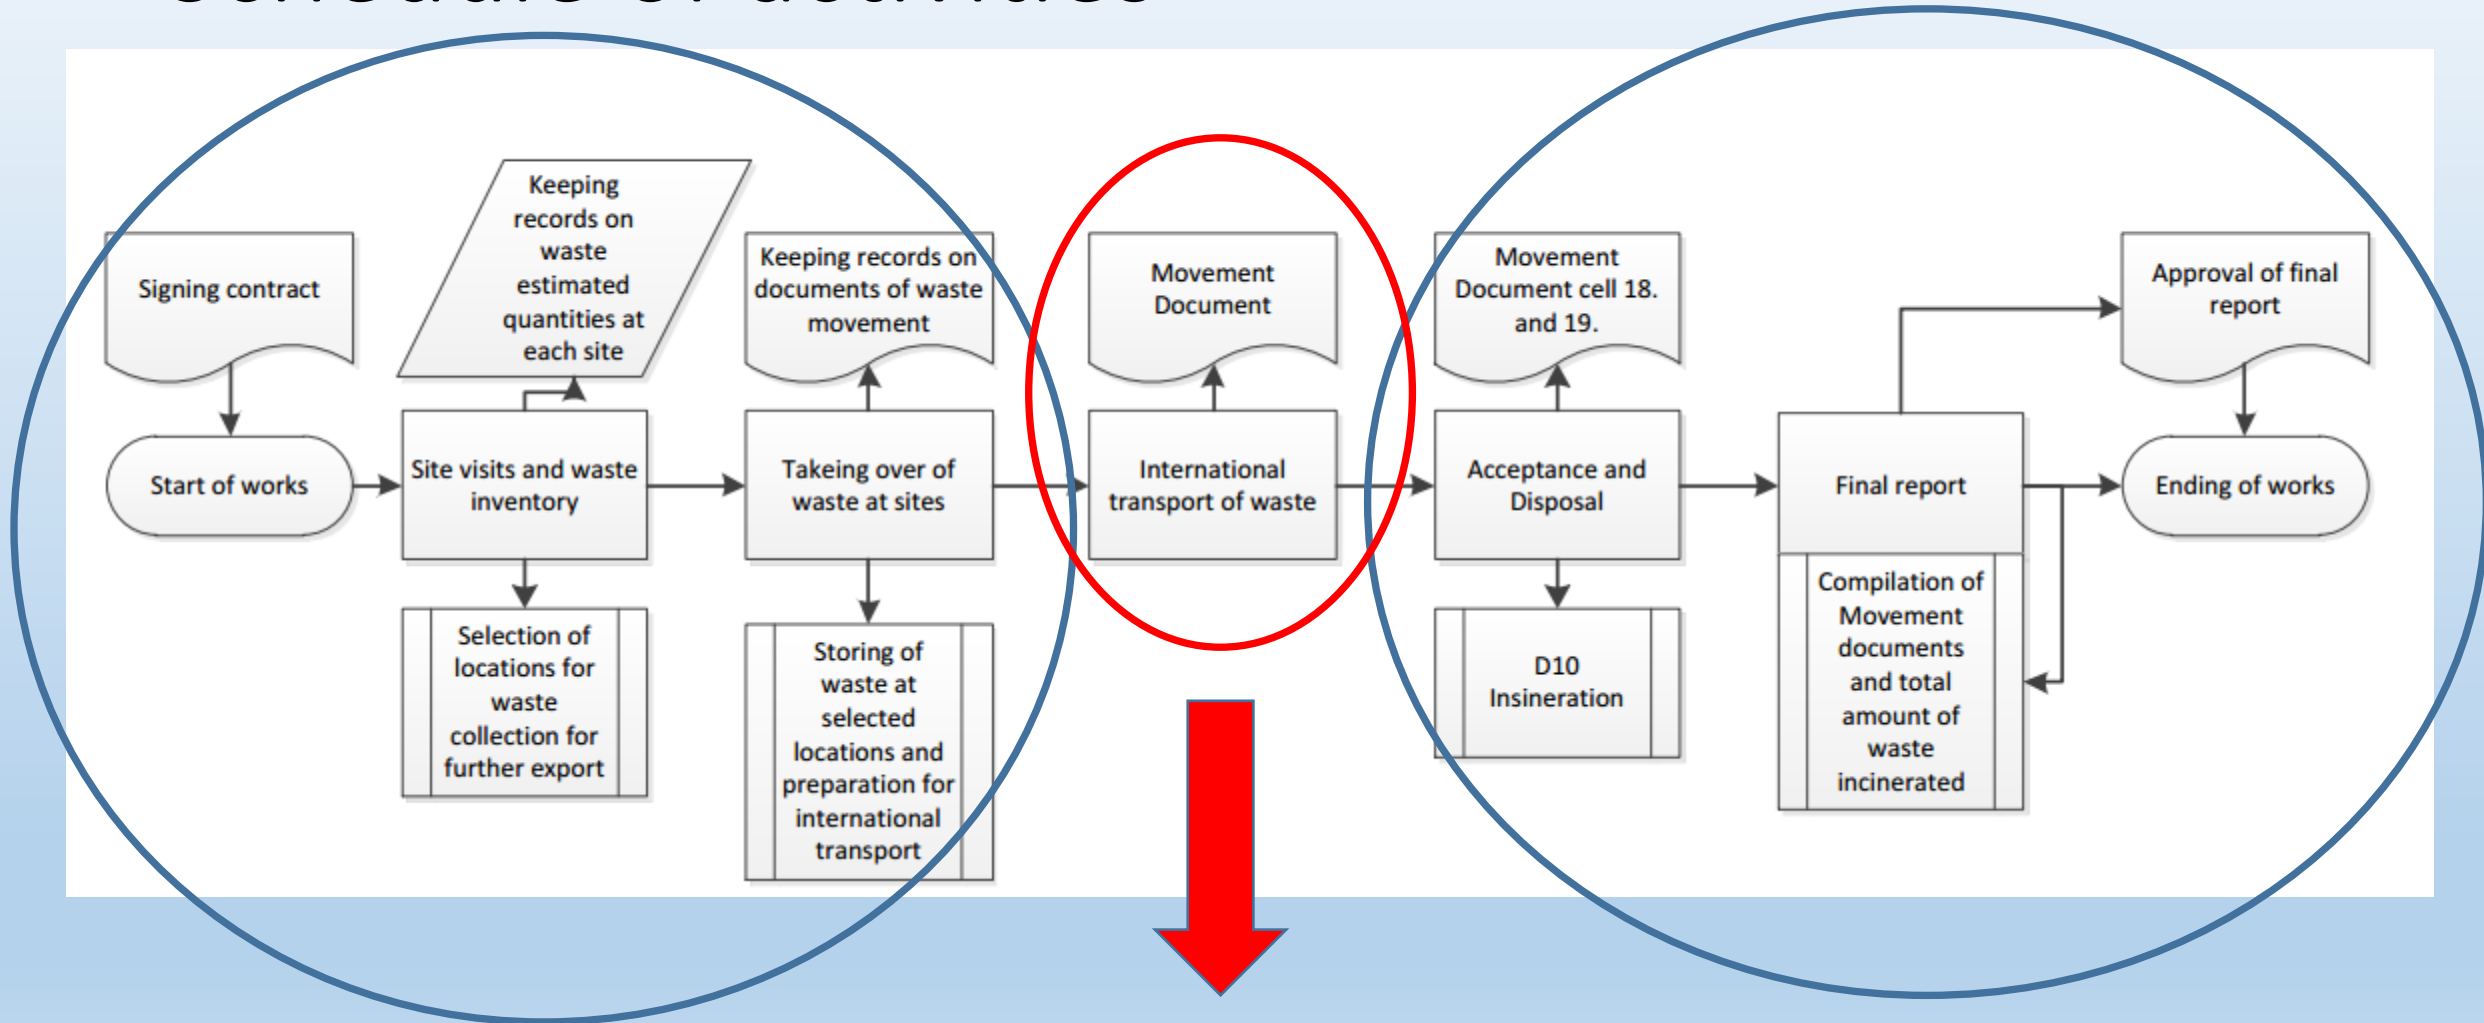 Schedule of activities
Signing contract
Keeping
records on
waste
estimated
quantities at
each site
Keeping records on
documents of waste
movement
Movement
Document
Movement
Document cell 18.
and 19.
Approval of final
report
Start of works
Site visits and waste
inventory
Takeing over of
waste at sites
International
transport of waste
Acceptance and
Disposal
Final report
Ending of works
Selection of
locations for
waste
collection for
further export
Storing of
waste at
selected
locations and
preparation for
international
transport
D10
Insineration
Compilation of
Movement
documents
and total
amount of
waste
incinerated